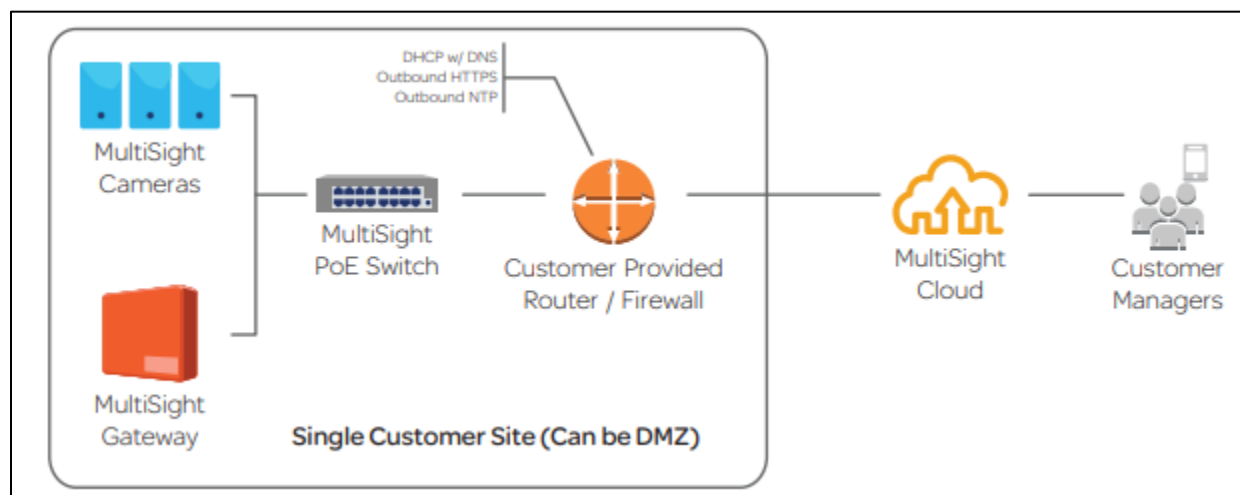 DHCP w/ DNS
Outbound HTTPS
Outbound NTP
MultiSight
Cameras
MultiSight
PoE Switch
Customer Provided
Router / Firewall
MultiSight
Cloud
Customer
Managers
MultiSight
Gateway
Single Customer Site (Can be DMZ)